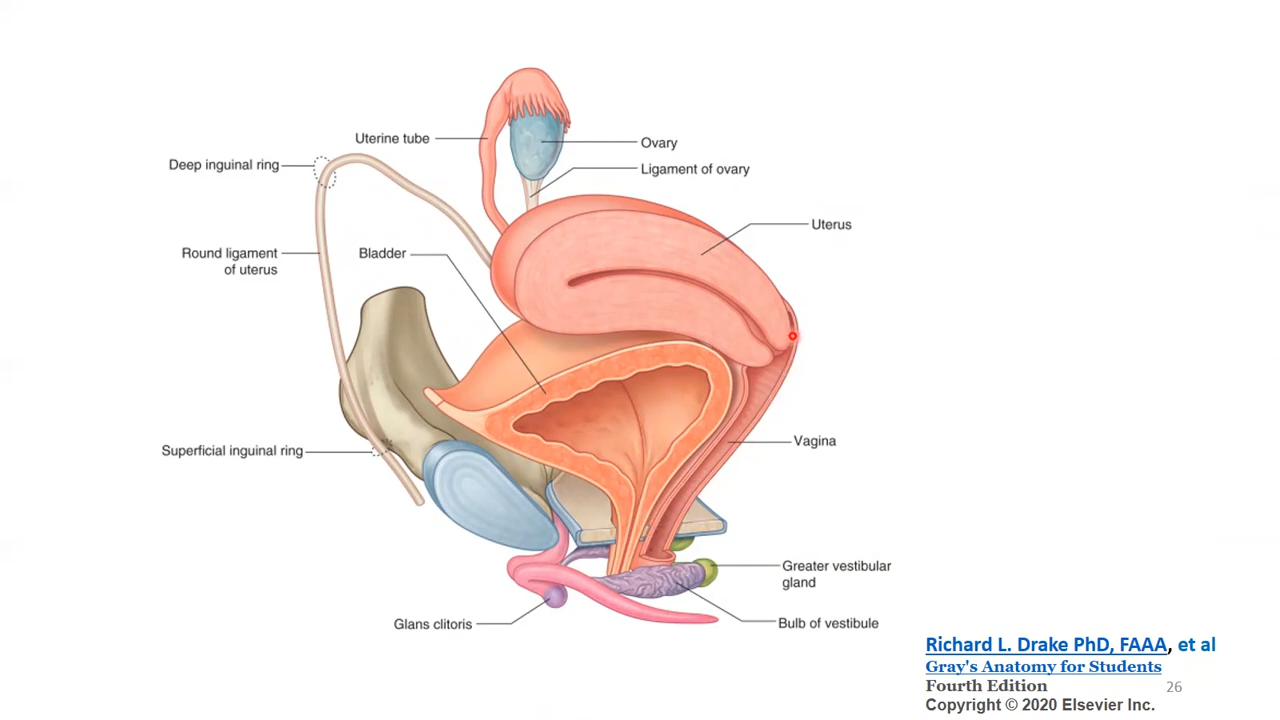 Uterine tube
Ovary
Deep inguinal ring
Ligament of ovary
Uterus
Round ligament
of uterus
Bladder
Superficial inguinal ring
Vagina
Greater vestibular
gland
Glans clitoris
Bulb of vestibule
Richard L. Drake PhD, FAAA, et al
Gray's Anatomy for Students
Fourth Edition
26
Copyright © 2020 Elsevier Inc.